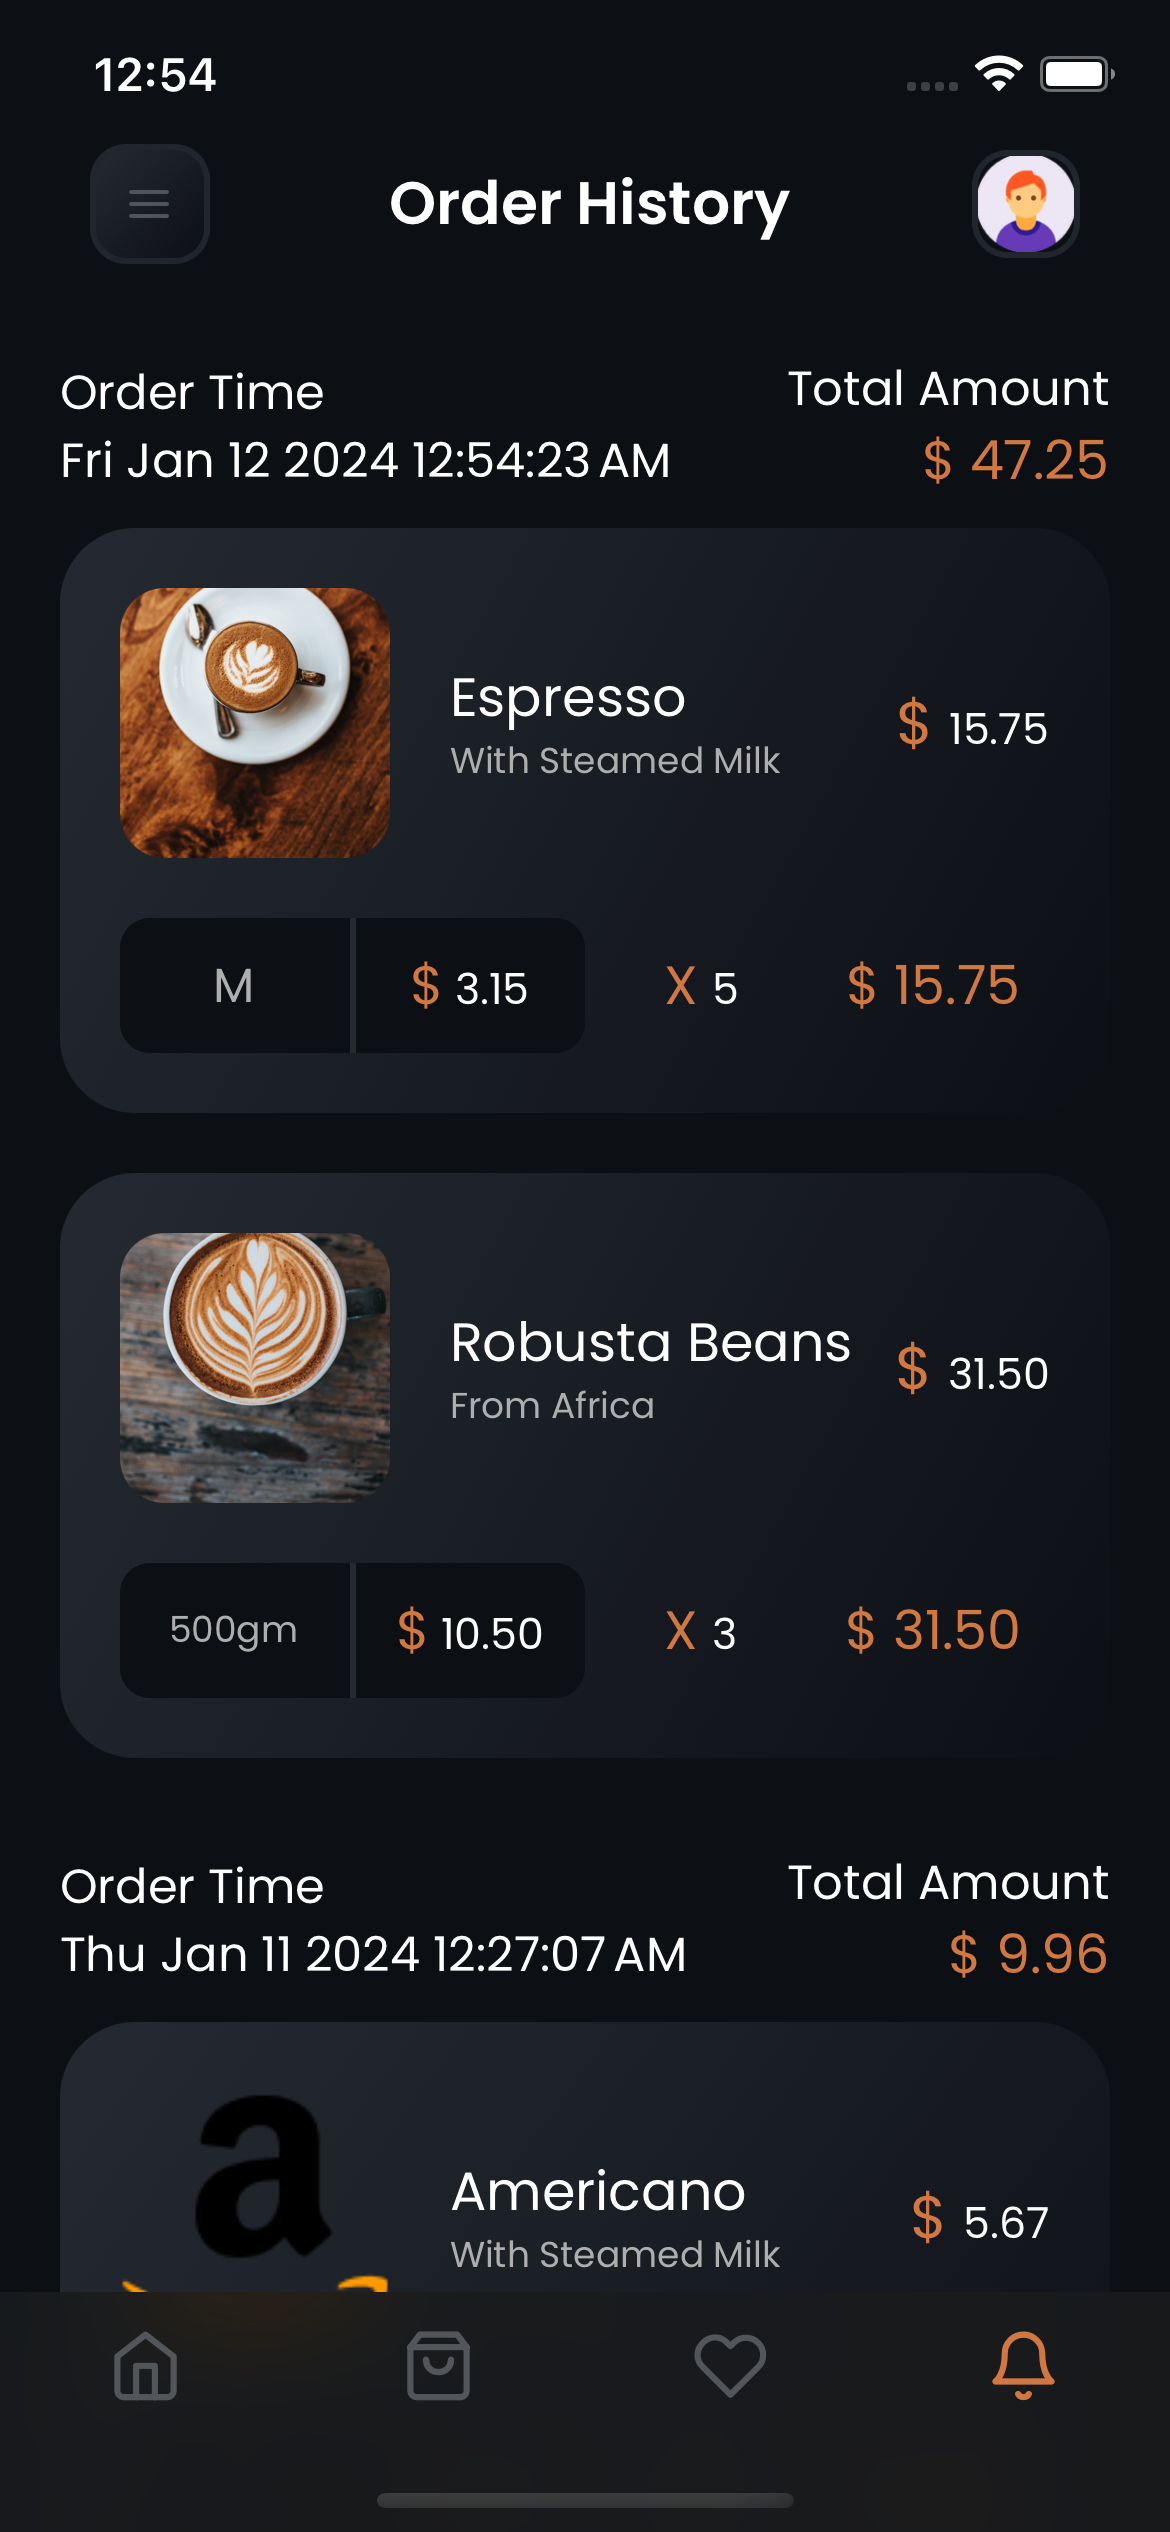 12:54
Order History
Order Time
Total Amount
Fri Jan 12 2024 12:54:23 AM
$ 47.25
Espresso
With Steamed Milk
$ 15.75
M
$ 3.15
X 5
$ 15.75
Robusta Beans
From Africa
$ 31.50
500gm
$ 10.50
X 3
$ 31.50
Order Time
Total Amount
Thu Jan 11 2024 12:27:07 AM
$ 9.96
a
Americano
With Steamed Milk
$ 5.67